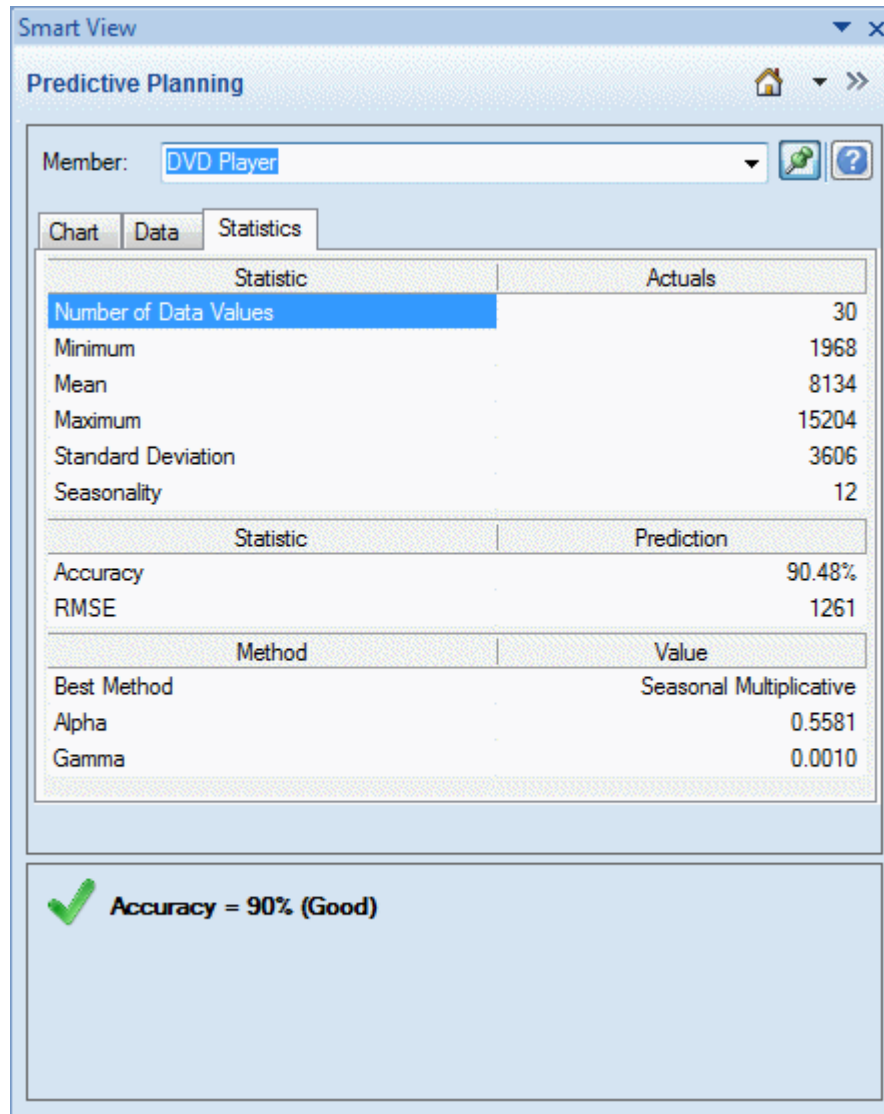 Smart View
Predictive Planning
Member: DVD Player
Chart Data Statistics
Statistic Actuals
Number of Data Values 30
Minimum 1968
Mean 8134
Maximum 15204
Standard Deviation 3606
Seasonality 12
Statistic Prediction
Accuracy 90.48%
RMSE 1261
Method Value
Best Method Seasonal Multiplicative
Alpha 0.5581
Gamma 0.0010
Accuracy = 90% (Good)